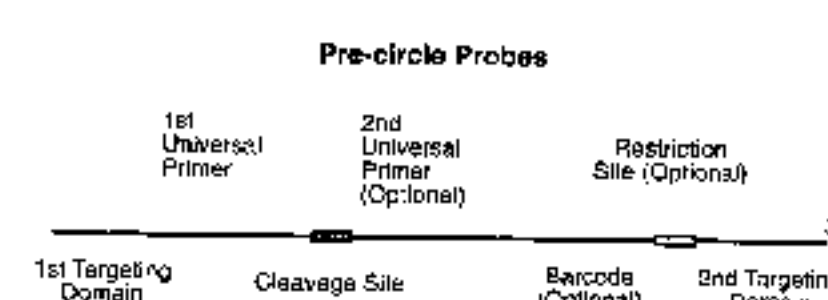 Pre-circle Probes
1st
Universal
Primer
2nd
Universal
Primer
(Optional)
Restriction
Site (Optional)
1st Targeting
Domain
Cleavage Site
Barcode
(Optional)
2nd Targetin